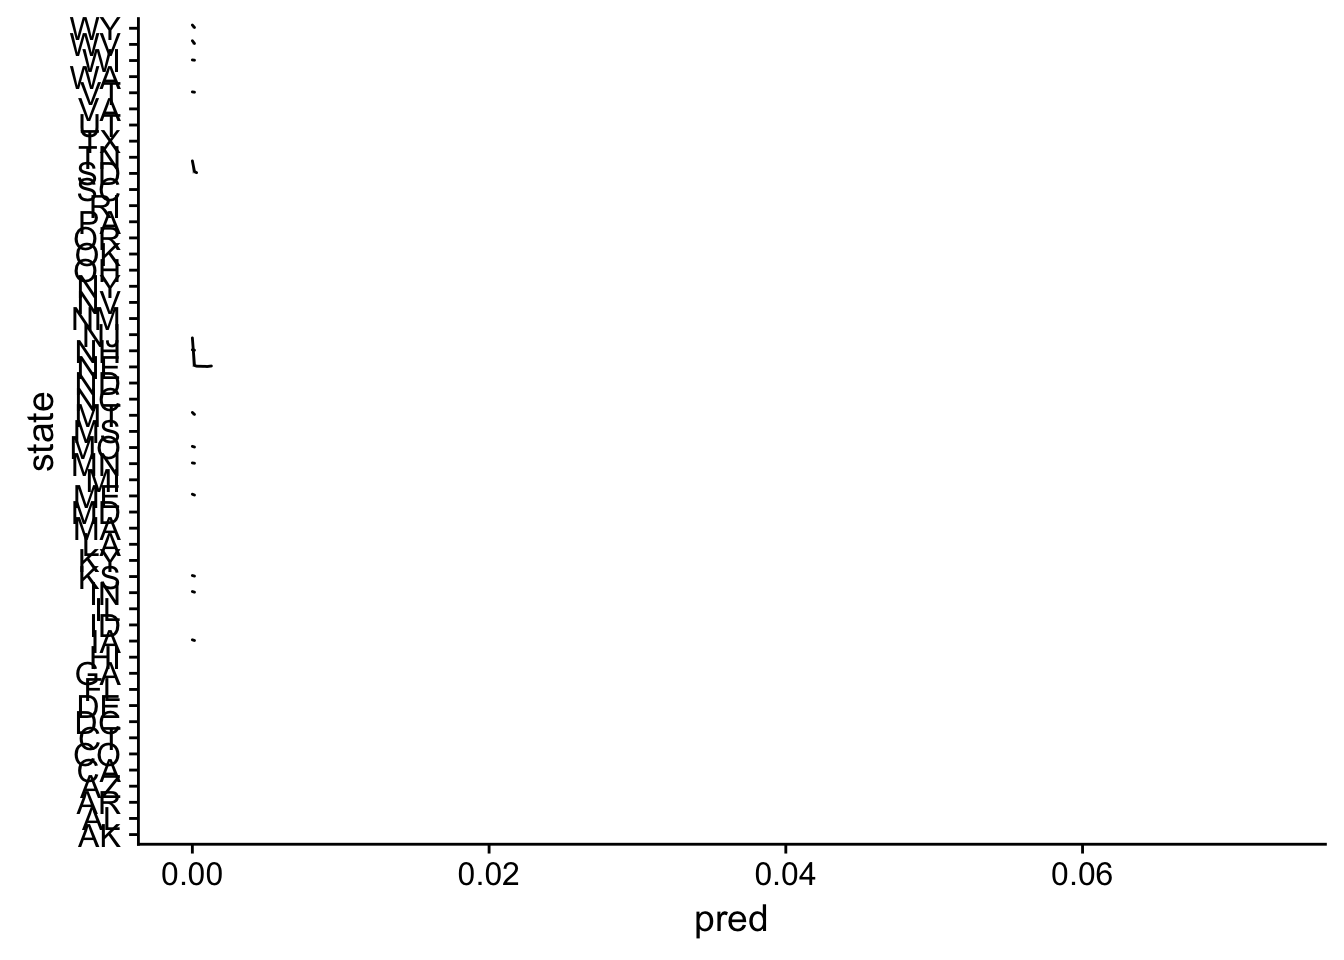 WY
WV
WI
WA
VT
VA
UT
TX
TN
SD
SC
RI
PA
OR
OK
OH
NY
NV
NM
NJ
NH
NE
ND
NC
MT
MS
MO
MN
MI
ME
MD
MA
LA
KY
KS
IN
IL
ID
IA
HI
GA
FL
DE
DC
CT
CO
CA
AZ
AR
AL
AK
state
0.00 0.02 0.04 0.06
pred